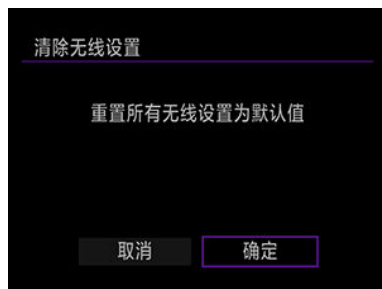 清除无线设置
重置所有无线设置为默认值
取消
确定